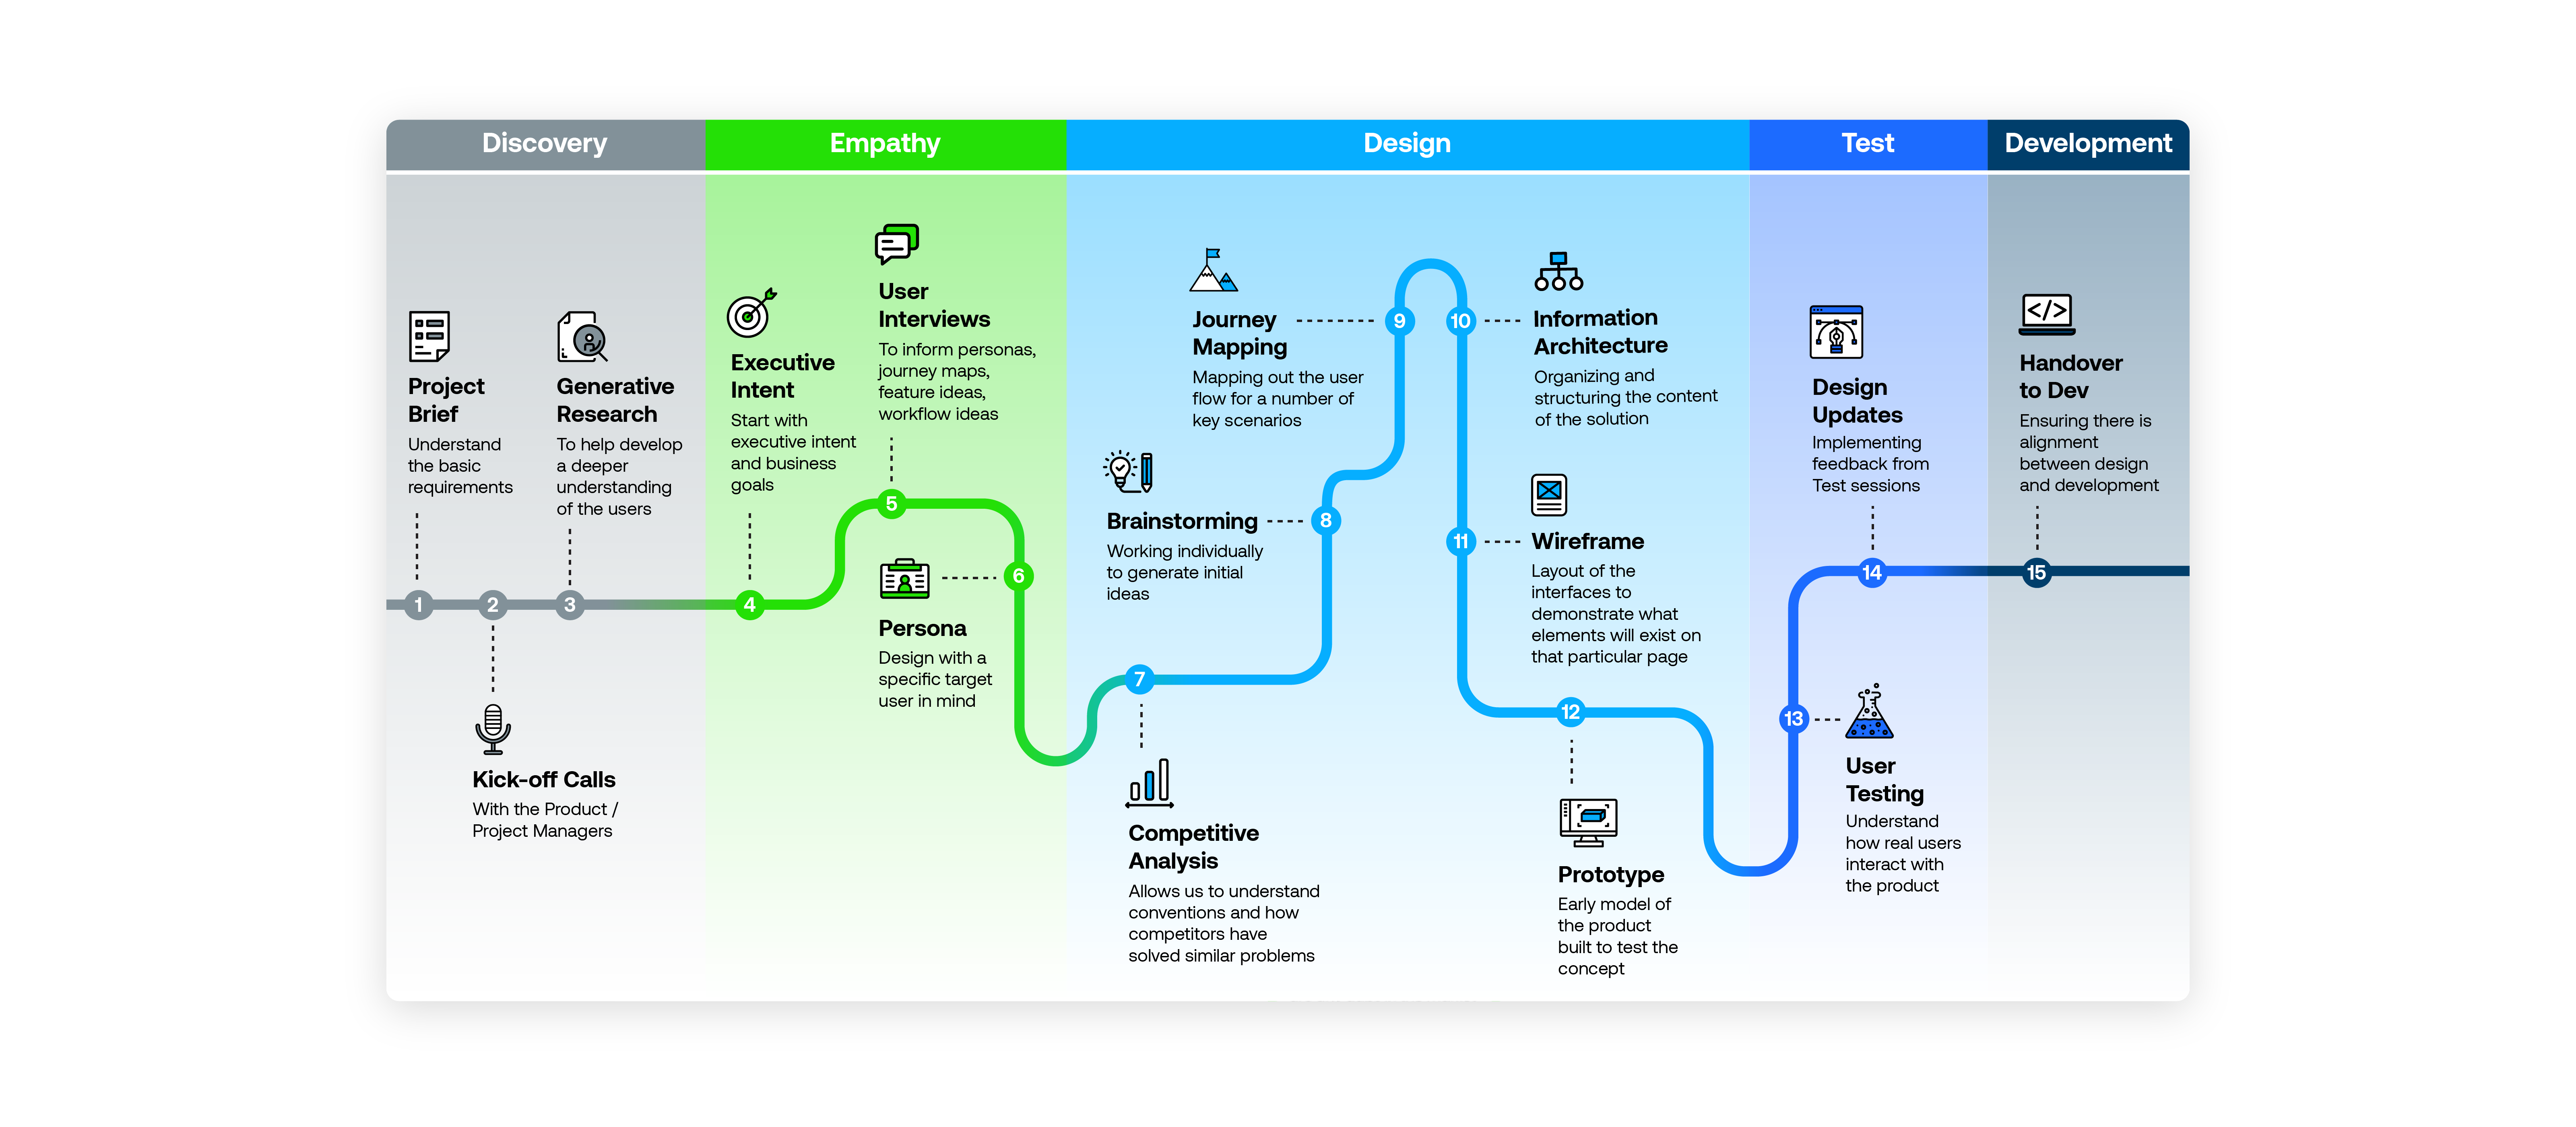 Discovery
Empathy
Design
Test
Development
Project
Brief
Understand
the basic
requirements
1
2
Kick-off Calls
With the Product /
Project Managers
Generative
Research
To help develop
a deeper
understanding
of the users
3
Executive
Intent
Start with
executive intent
and business
goals
4
User
Interviews
To inform personas,
journey maps,
feature ideas,
workflow ideas
5
6
Persona
Design with a
specific target
user in mind
7
Competitive
Analysis
Allows us to understand
conventions and how
competitors have
solved similar problems
Brainstorming
8
Working individually
to generate initial
ideas
Journey
Mapping
9
Mapping out the user
flow for a number of
key scenarios
10
Information
Architecture
Organizing and
structuring the content
of the solution
11
Wireframe
Layout of the
interfaces to
demonstrate what
elements will exist on
that particular page
12
Prototype
Early model of
the product
built to test the
concept
13
User
Testing
Understand
how real users
interact with
the product
Design
Updates
Implementing
feedback from
Test sessions
14
</>
Handover
to Dev
Ensuring there is
alignment
between design
and development
15